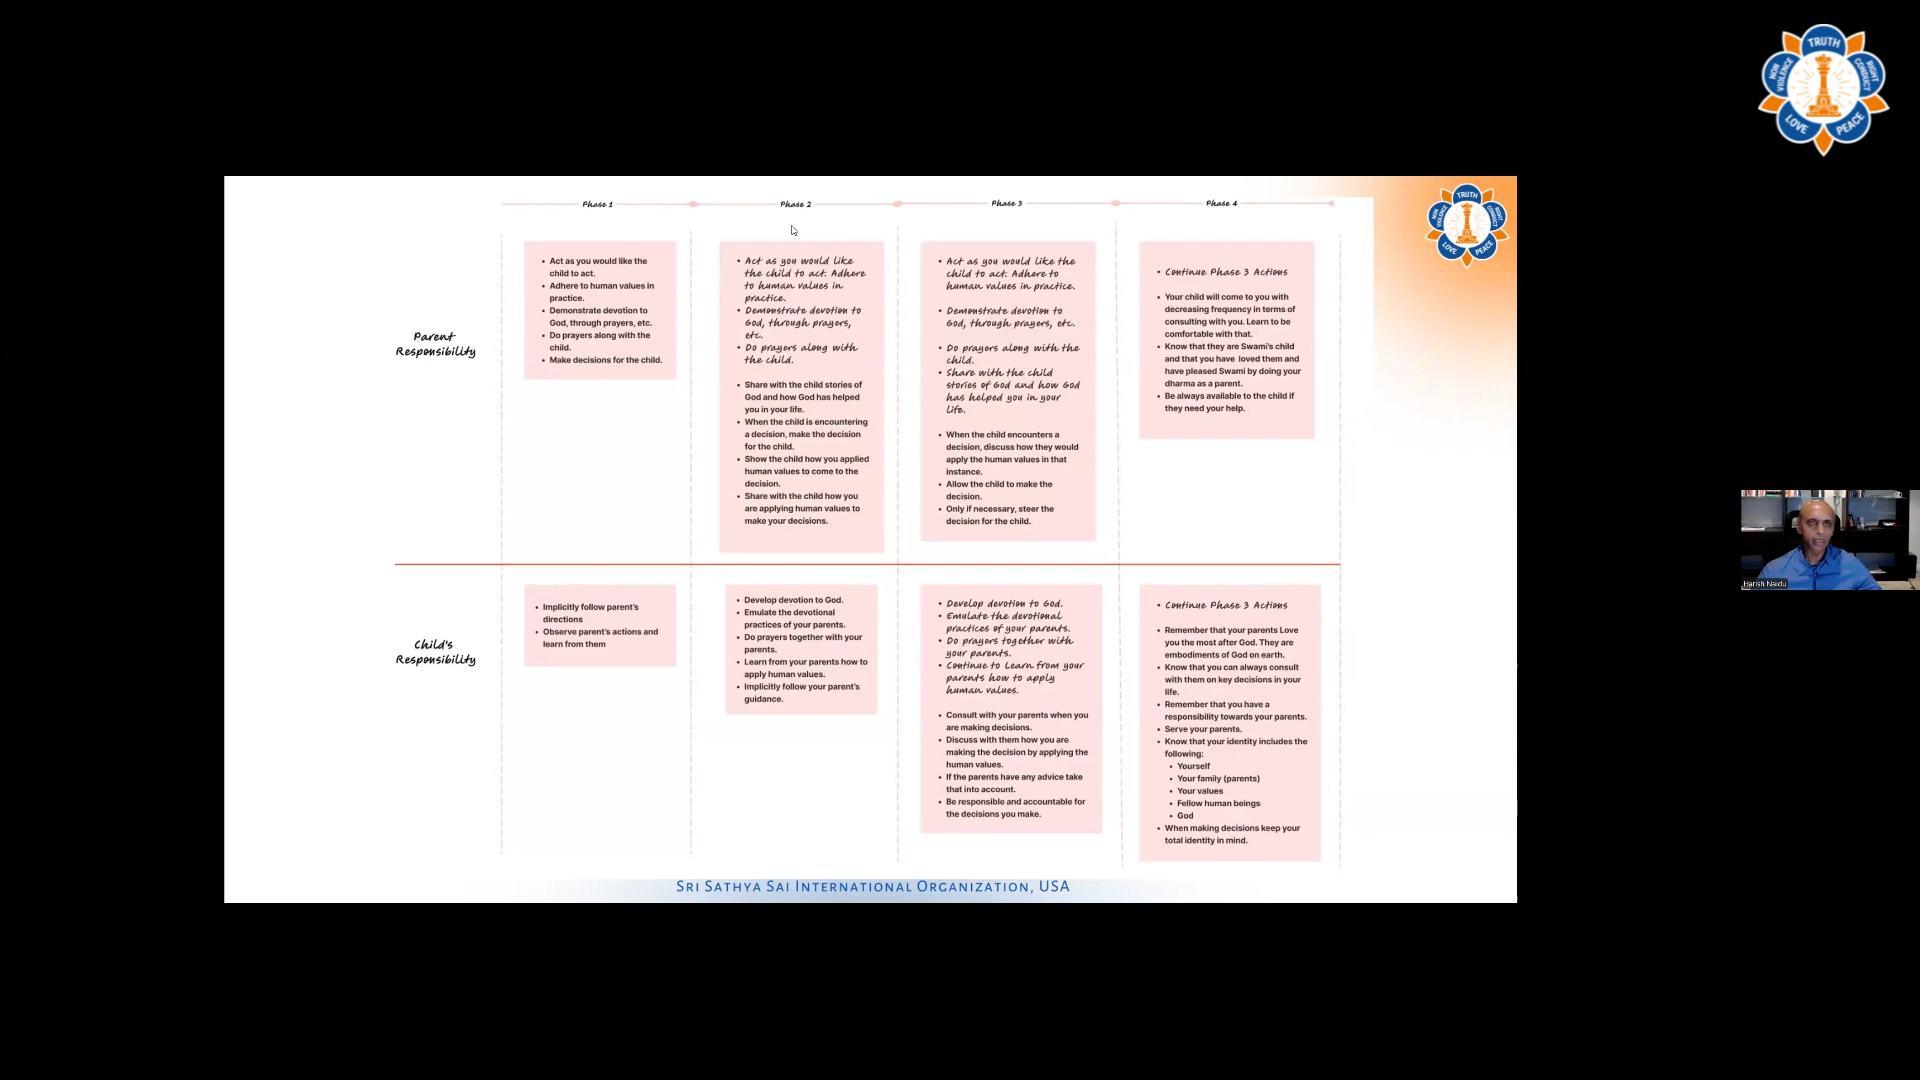 TRUTH
NON VIOLENCE
RIGHT CONDUCT
LOVE
PEACE
Phase 1
Phase 2
Phase 3
Phase 4
TRUTH
NON VIOLENCE
RIGHT CONDUCT
LOVE
PEACE
Parent
Responsibility
• Act as you would like the
child to act.
• Adhere to human values in
practice.
• Demonstrate devotion to
God, through prayers, etc.
• Do prayers along with the
child.
• Make decisions for the child.
• Act as you would like
the child to act. Adhere
to human values in
practice.
• Demonstrate devotion to
God, through prayers,
etc.
• Do prayers along with
the child.
• Share with the child stories of
God and how God has helped
you in your life.
• When the child is encountering
a decision, make the decision
for the child.
• Show the child how you applied
human values to come to the
decision.
• Share with the child how you
are applying human values to
make your decisions.
• Act as you would like the
child to act. Adhere to
human values in practice.
• Demonstrate devotion to
God, through prayers, etc.
• Do prayers along with the
child.
• Share with the child
stories of God and how God
has helped you in your
life.
• When the child encounters a
decision, discuss how they would
apply the human values in that
instance.
• Allow the child to make the
decision.
• Only if necessary, steer the
decision for the child.
• Continue Phase 3 Actions
• Your child will come to you with
decreasing frequency in terms of
consulting with you. Learn to be
comfortable with that.
• Know that they are Swami's child
and that you have loved them and
have pleased Swami by doing your
dharma as a parent.
• Be always available to the child if
they need your help.
Child's
Responsibility
• Implicitly follow parent's
directions
• Observe parent's actions and
learn from them
• Develop devotion to God.
• Emulate the devotional
practices of your parents.
• Do prayers together with your
parents.
• Learn from your parents how to
apply human values.
• Implicitly follow your parent's
guidance.
• Develop devotion to God.
• Emulate the devotional
practices of your parents.
• Do prayers together with
your parents.
• Continue to Learn from your
parents how to apply
human values.
• Consult with your parents when you
are making decisions.
• Discuss with them how you are
making the decision by applying the
human values.
• If the parents have any advice take
that into account.
• Be responsible and accountable for
the decisions you make.
• Continue Phase 3 Actions
• Remember that your parents Love
you the most after God. They are
embodiments of God on earth.
• Know that you can always consult
with them on key decisions in your
life.
• Remember that you have a
responsibility towards your parents.
• Serve your parents.
• Know that your identity includes the
following:
• Yourself
• Your family (parents)
• Your values
• Fellow human beings
• God
• When making decisions keep your
total identity in mind.
SRI SATHYA SAI INTERNATIONAL ORGANIZATION, USA
Harish Naidu